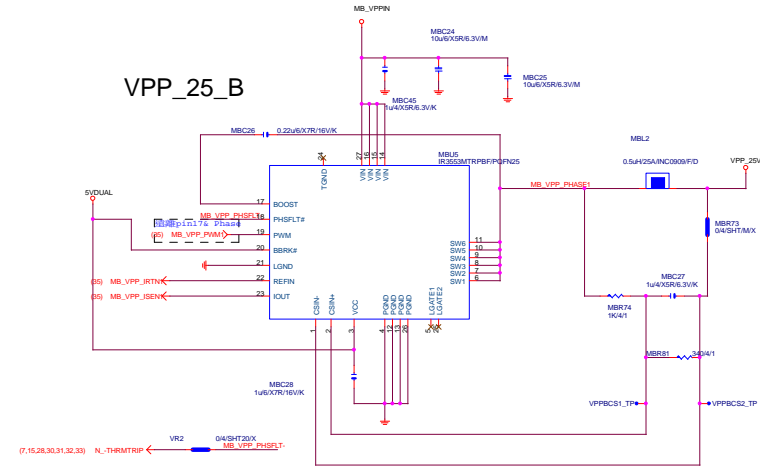 MB_VPPIN
MBC24
10u/6/X5R/6.3V/M
VPP_25_B
MBC25
10u/6/X5R/6.3V/M
MBC45
1u/4/X5R/6.3V/K
MBC26
0.22u/6/X7R/16V/K
MBU5
IR3553MTRPBF/PQFN25
24
27
16
15
14
TGND
VIN
VIN
VIN
VIN
MBL2
0.5uH/25A/INC0909/F/D
VPP_25V
5VDUAL
MB_VPP_PHASE1
17
BOOST
MB_VPP_PHSFLT-
18
PHSFLT#
pin17& Phase
(35)
MB_VPP_PWM1
19
PWM
20
BBRK#
21
LGND
(35)
MB_VPP_IRTN1
22
REFIN
(35)
MB_VPP_ISEN1
23
IOUT
SW6
11
SW5
10
SW4
9
SW3
8
SW2
7
SW1
6
MBR73
0/4/SHT/M/X
MBC27
1u/4/X5R/6.3V/K
MBR74
1K/4/1
CSIN-
CSIN+
VCC
PGND
PGND
PGND
PGND
LGATE1
LGATE2
1
2
3
4
12
13
26
5
MBR81
340/4/1
MBC28
1u/6/X7R/16V/K
VPPBCS1_TP
VPPBCS2_TP
VR2
0/4/SHT20/X
(7,15,28,30,31,32,33)
N_-THRMTRIP
MB_VPP_PHSFLT-